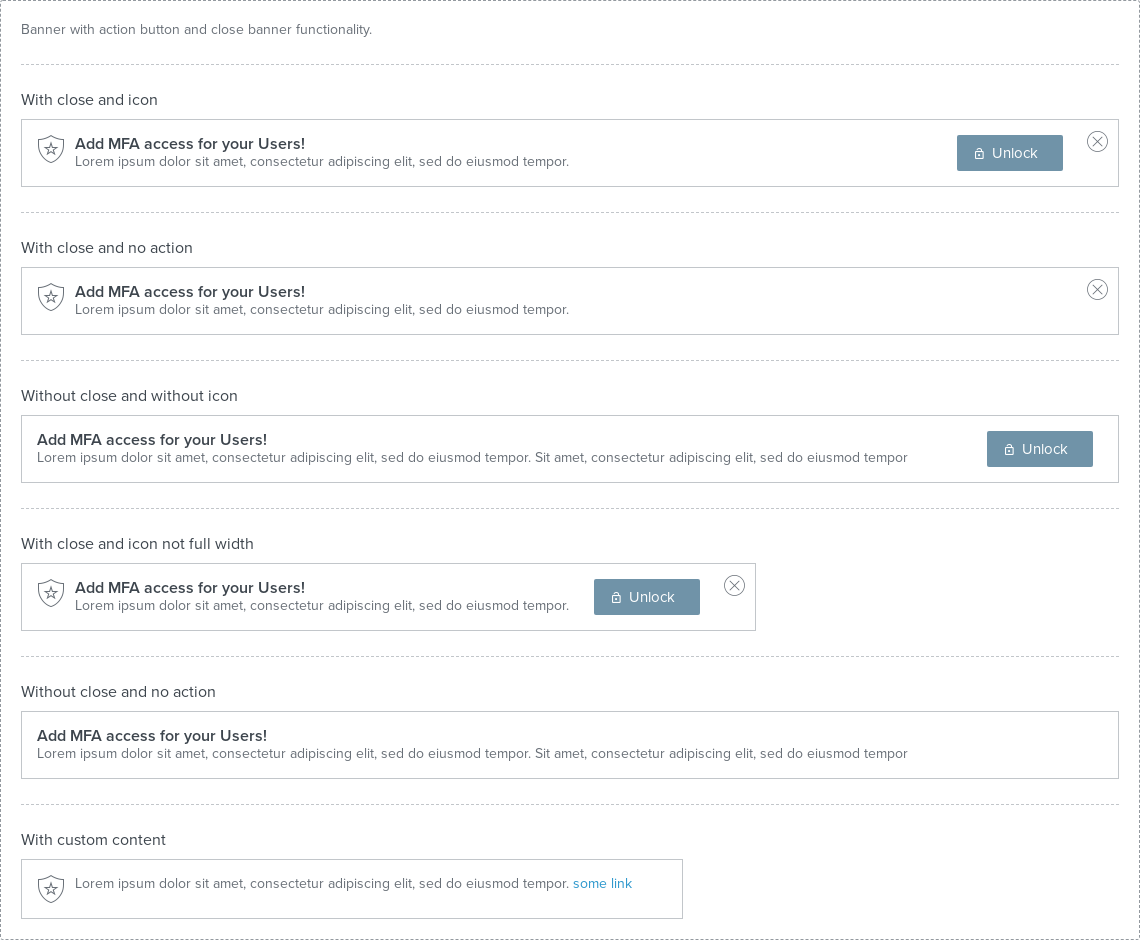 Banner with action button and close banner functionality.
With close and icon
Add MFA access for your Users!
Lorem ipsum dolor sit amet, consectetur adipiscing elit, sed do eiusmod tempor.
Unlock
With close and no action
Add MFA access for your Users!
Lorem ipsum dolor sit amet, consectetur adipiscing elit, sed do eiusmod tempor.
Without close and without icon
Add MFA access for your Users!
Lorem ipsum dolor sit amet, consectetur adipiscing elit, sed do eiusmod tempor. Sit amet, consectetur adipiscing elit, sed do eiusmod tempor
Unlock
With close and icon not full width
Add MFA access for your Users!
Lorem ipsum dolor sit amet, consectetur adipiscing elit, sed do eiusmod tempor.
Unlock
Without close and no action
Add MFA access for your Users!
Lorem ipsum dolor sit amet, consectetur adipiscing elit, sed do eiusmod tempor. Sit amet, consectetur adipiscing elit, sed do eiusmod tempor
With custom content
Lorem ipsum dolor sit amet, consectetur adipiscing elit, sed do eiusmod tempor. some link